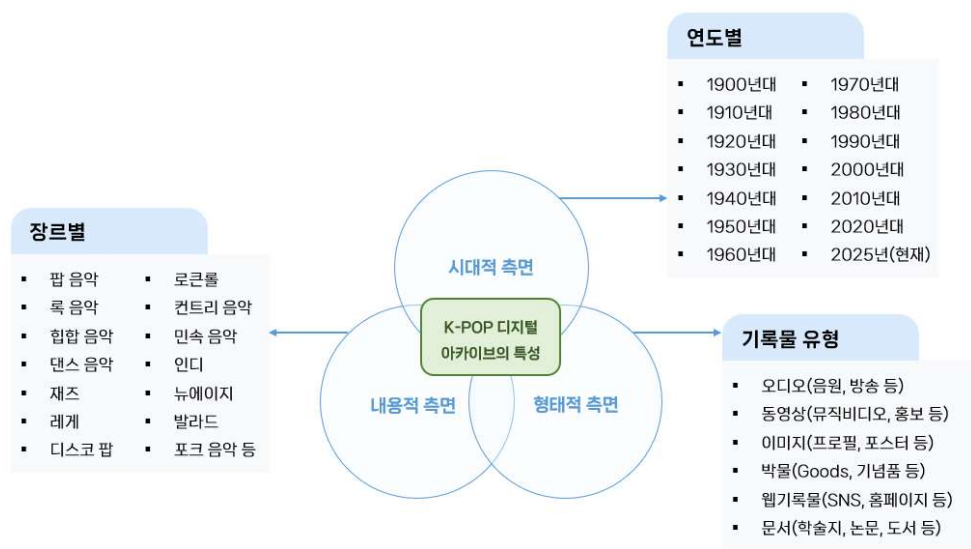 연도별
▪ 1900년대 ▪ 1970년대
▪ 1910년대 ▪ 1980년대
▪ 1920년대 ▪ 1990년대
▪ 1930년대 ▪ 2000년대
▪ 1940년대 ▪ 2010년대
▪ 1950년대 ▪ 2020년대
▪ 1960년대 ▪ 2025년(현재)
장르별
▪ 팝 음악 ▪ 로큰롤
▪ 록 음악 ▪ 컨트리 음악
▪ 힙합 음악 ▪ 민속 음악
▪ 댄스 음악 ▪ 인디
▪ 재즈 ▪ 뉴에이지
▪ 레게 ▪ 발라드
▪ 디스코 팝 ▪ 포크 음악 등
시대적 측면
K-POP 디지털
아카이브의 특성
내용적 측면
형태적 측면
기록물 유형
▪ 오디오(음원, 방송 등)
▪ 동영상(뮤직비디오, 홍보 등)
▪ 이미지(프로필, 포스터 등)
▪ 박물(Goods, 기념품 등)
▪ 웹기록물(SNS, 홈페이지 등)
▪ 문서(학술지, 논문, 도서 등)